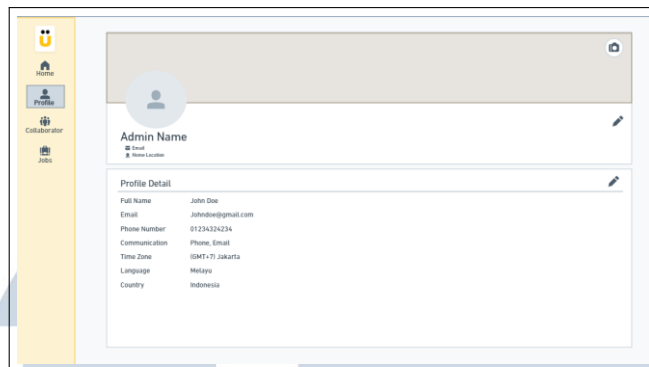 ü
Home
Profile
Collaborator
Jobs
Admin Name
Email
Home Location
Profile Detail
Full Name John Doe
Email Johndoe@gmail.com
Phone Number 01234324234
Communication Phone, Email
Time Zone (GMT+7) Jakarta
Language Melayu
Country Indonesia